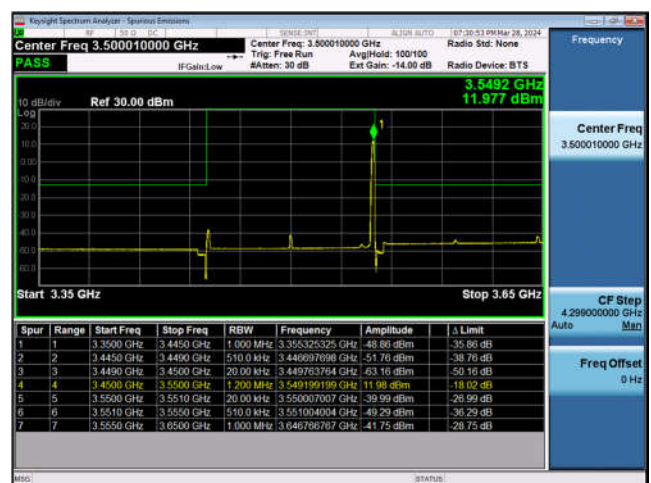 Keysight Spectrum Analyzer - Spurious Emissions
RF 50 Ω DC SENSE:INT ALIGN AUTO 07:30:53 PM Mar 28, 2024
Center Freq 3.500010000 GHz Center Freq: 3.500010000 GHz Radio Std: None
Trig: Free Run Avg|Hold: 100/100
PASS IFGain:Low #Atten: 30 dB Ext Gain: -14.00 dB Radio Device: BTS
Frequency
3.5492 GHz
11.977 dBm
10 dB/div Ref 30.00 dBm
Log
20.0
10.0
0.00
-10.0
-20.0
-30.0
-40.0
-50.0
-60.0
1
Start 3.35 GHz Stop 3.65 GHz
Center Freq
3.500010000 GHz
CF Step
4.299000000 GHz
Auto Man
Freq Offset
0 Hz
Spur Range Start Freq Stop Freq RBW Frequency Amplitude Δ Limit
1 1 3.3500 GHz 3.4450 GHz 1.000 MHz 3.355325325 GHz -48.86 dBm -35.86 dB
2 2 3.4450 GHz 3.4490 GHz 510.0 kHz 3.446697698 GHz -51.76 dBm -38.76 dB
3 3 3.4490 GHz 3.4500 GHz 20.00 kHz 3.449763764 GHz -63.16 dBm -50.16 dB
4 4 3.4500 GHz 3.5500 GHz 1.200 MHz 3.549199199 GHz 11.98 dBm -18.02 dB
5 5 3.5500 GHz 3.5510 GHz 20.00 kHz 3.550007007 GHz -39.99 dBm -26.99 dB
6 6 3.5510 GHz 3.5550 GHz 510.0 kHz 3.551004004 GHz -49.29 dBm -36.29 dB
7 7 3.5550 GHz 3.6500 GHz 1.000 MHz 3.646766767 GHz -41.75 dBm -28.75 dB
MSG STATUS